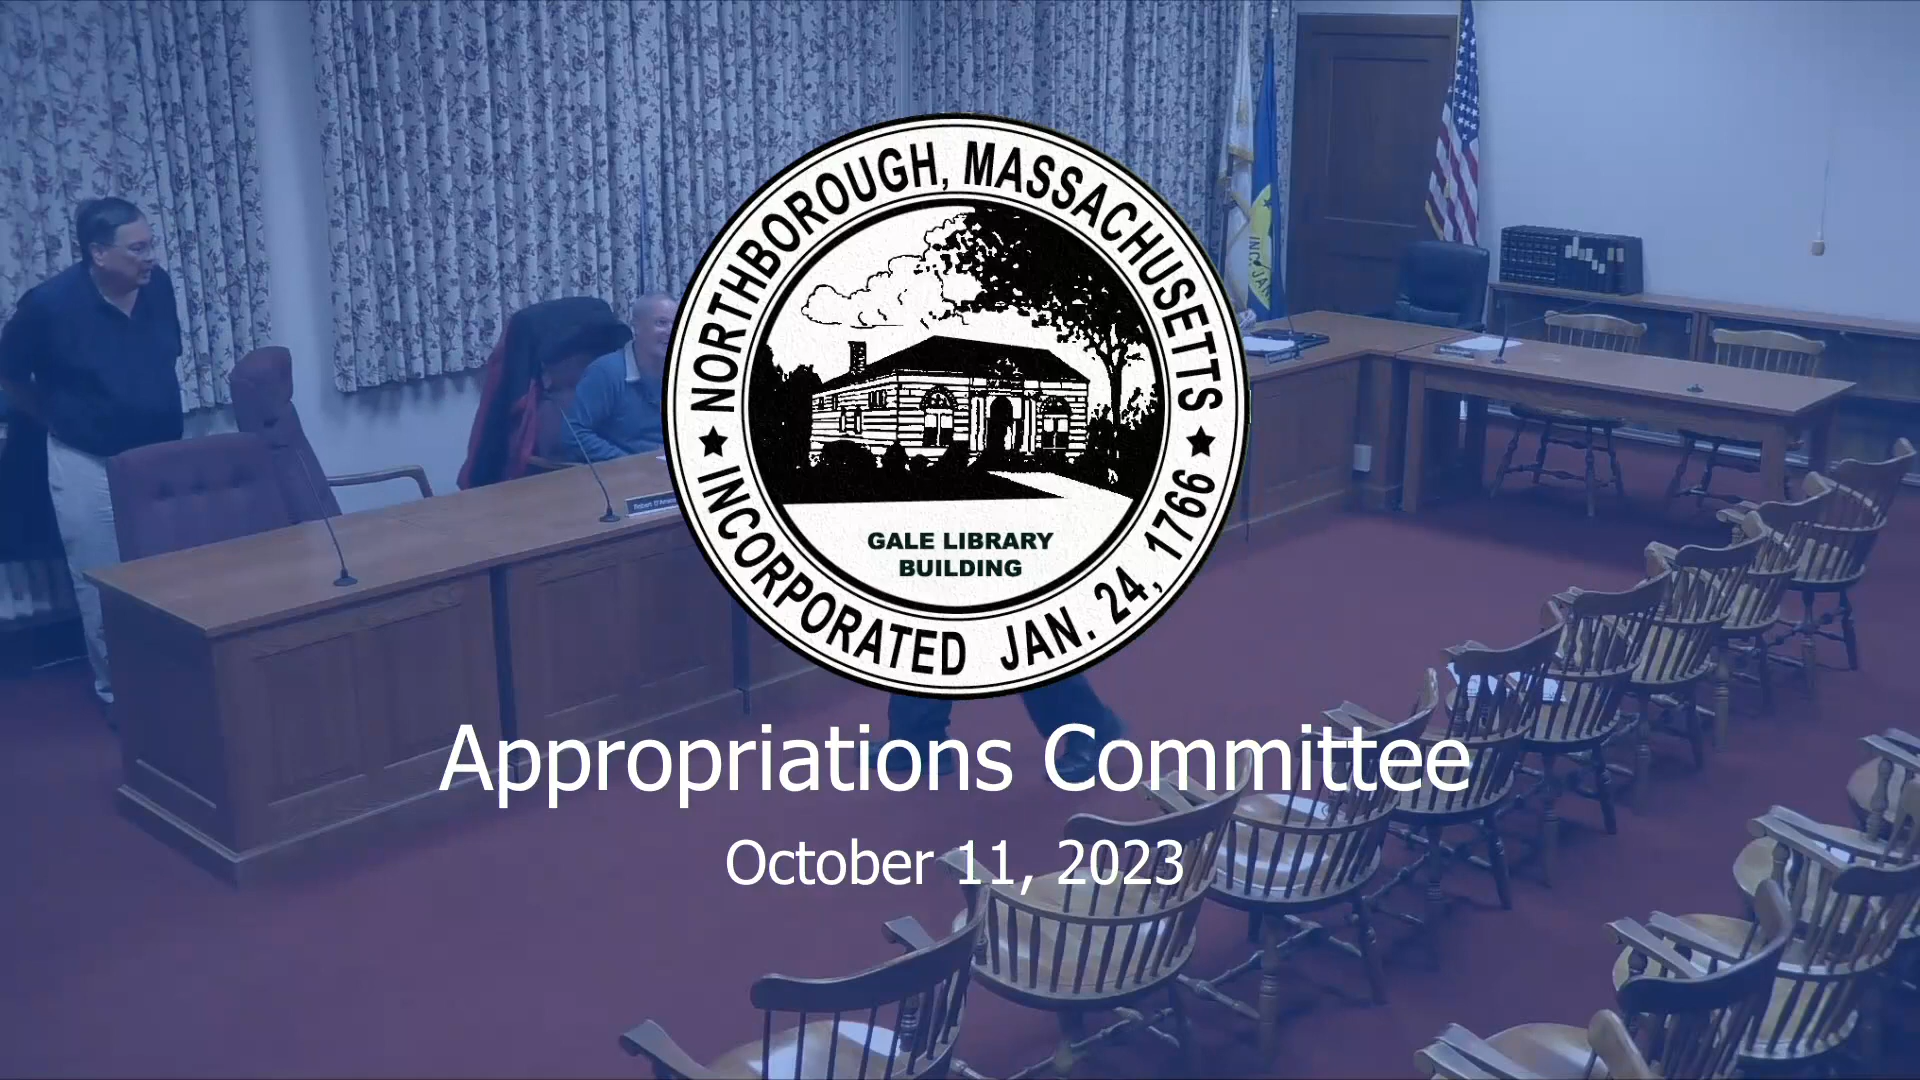 NORTHBOROUGH, MASSACHUSETTS
GALE LIBRARY
BUILDING
INCORPORATED JAN. 24, 1766
Appropriations Committee
October 11, 2023